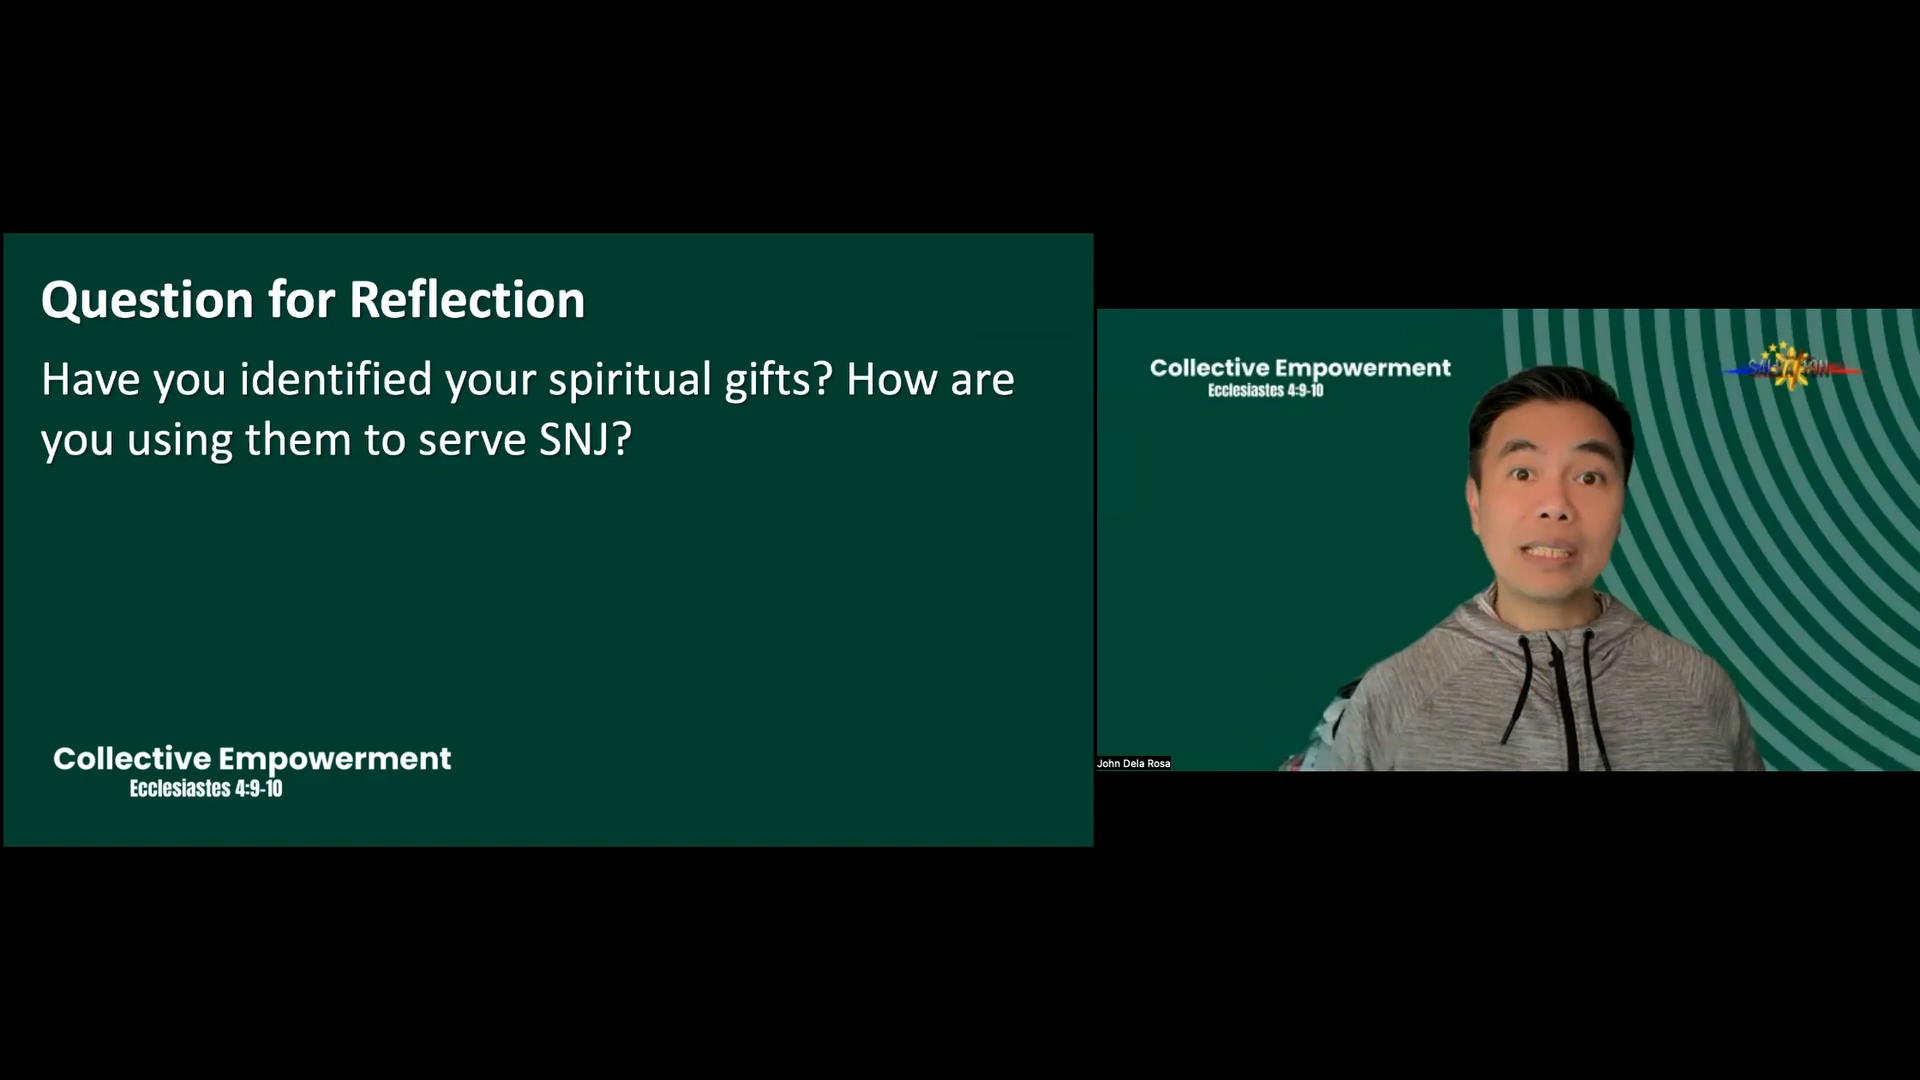 Question for Reflection
Have you identified your spiritual gifts? How are
you using them to serve SNJ?
Collective Empowerment
Ecclesiastes 4:9-10
Collective Empowerment
Ecclesiastes 4:9-10
John Dela Rosa